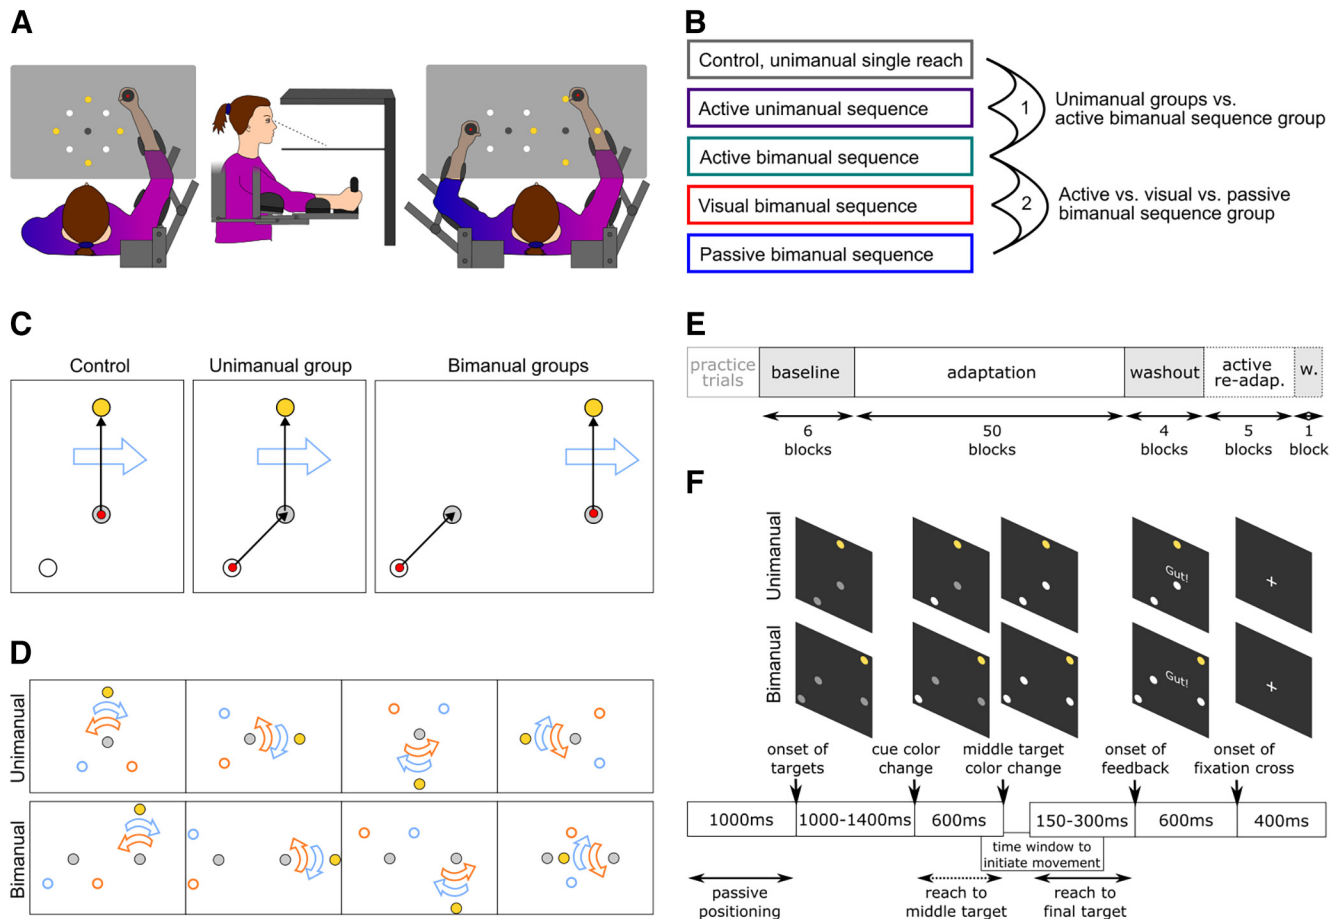 A
B
Control, unimanual single reach
Active unimanual sequence
Active bimanual sequence
Visual bimanual sequence
Passive bimanual sequence
1
Unimanual groups vs.
active bimanual sequence group
2
Active vs. visual vs. passive
bimanual sequence group
C
Control
Unimanual group
Bimanual groups
D
Unimanual
Bimanual
E
practice
trials
baseline
adaptation
washout
active
re-adap.
w.
6
blocks
50
blocks
4
blocks
5
blocks
1
block
F
Unimanual
Gut!
Bimanual
Gut!
onset of
targets
cue color
change
middle target
color change
onset of
feedback
onset of
fixation cross
1000ms
1000-1400ms
600ms
150-300ms
600ms
400ms
time window to
initiate movement
passive
positioning
reach to
middle target
reach to
final target